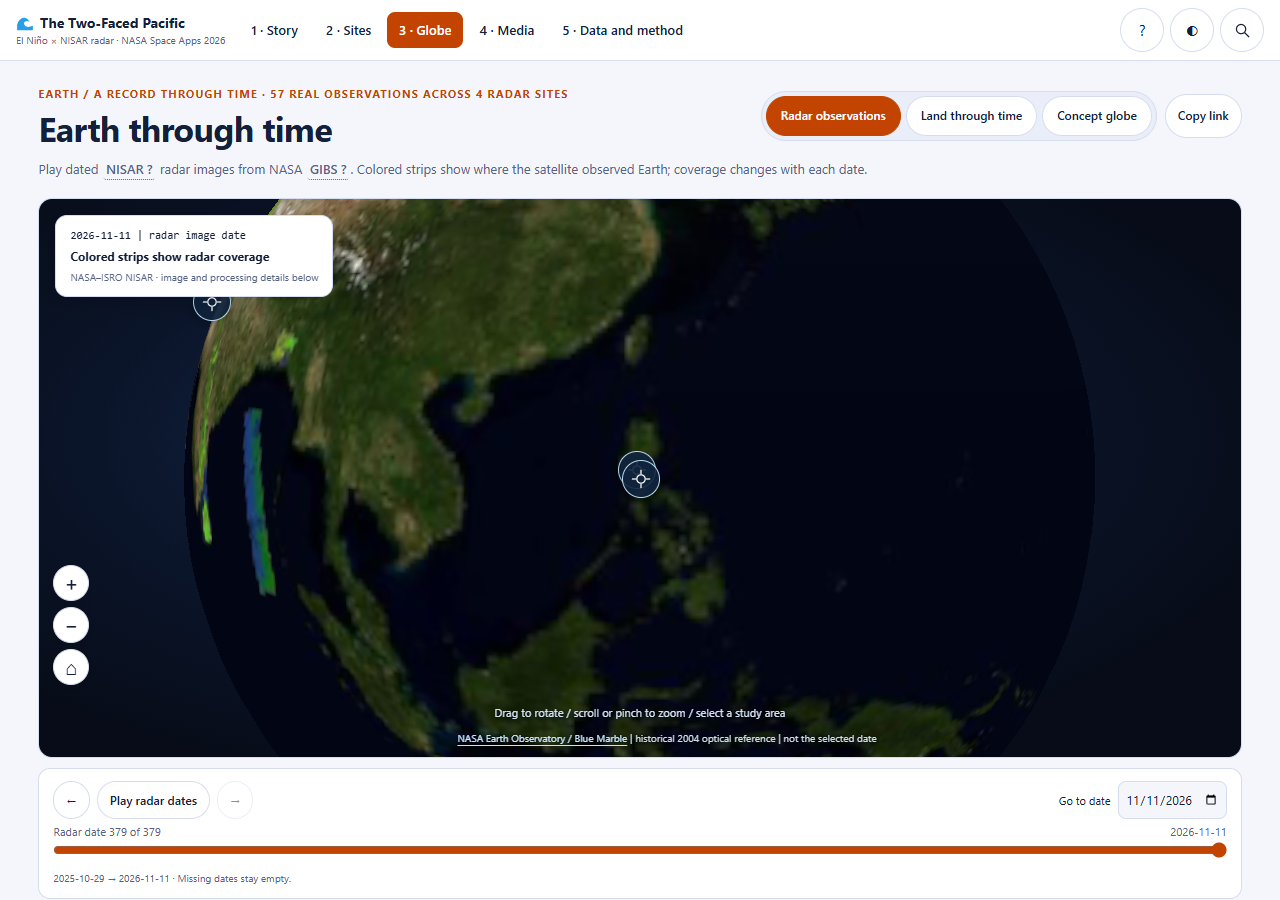 The Two-Faced Pacific
El Niño × NISAR radar · NASA Space Apps 2026
1 · Story
2 · Sites
3 · Globe
4 · Media
5 · Data and method
?
EARTH / A RECORD THROUGH TIME · 57 REAL OBSERVATIONS ACROSS 4 RADAR SITES
Earth through time
Radar observations
Land through time
Concept globe
Copy link
Play dated NISAR ? radar images from NASA GIBS ? . Colored strips show where the satellite observed Earth; coverage changes with each date.
2026-11-11 | radar image date
Colored strips show radar coverage
NASA–ISRO NISAR · image and processing details below
+
−
Drag to rotate / scroll or pinch to zoom / select a study area
NASA Earth Observatory / Blue Marble | historical 2004 optical reference | not the selected date
←
Play radar dates
→
Go to date
11/11/2026
Radar date 379 of 379
2026-11-11
2025-10-29 → 2026-11-11 · Missing dates stay empty.